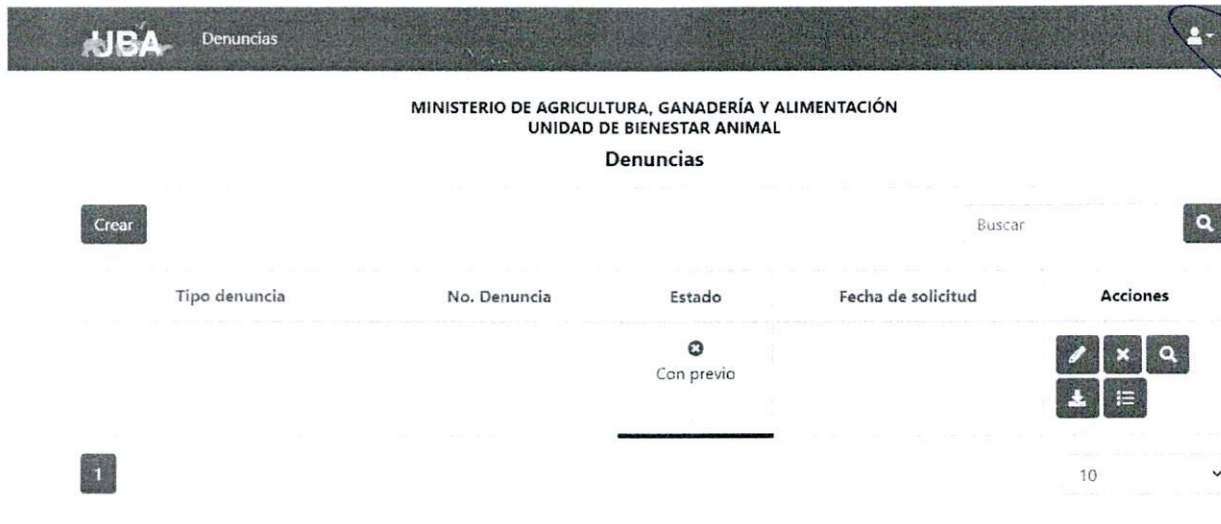 UBA Denuncias
MINISTERIO DE AGRICULTURA, GANADERÍA Y ALIMENTACIÓN
UNIDAD DE BIENESTAR ANIMAL
Denuncias
Crear
Buscar
Tipo denuncia No. Denuncia Estado Fecha de solicitud Acciones
Con previo
1
10